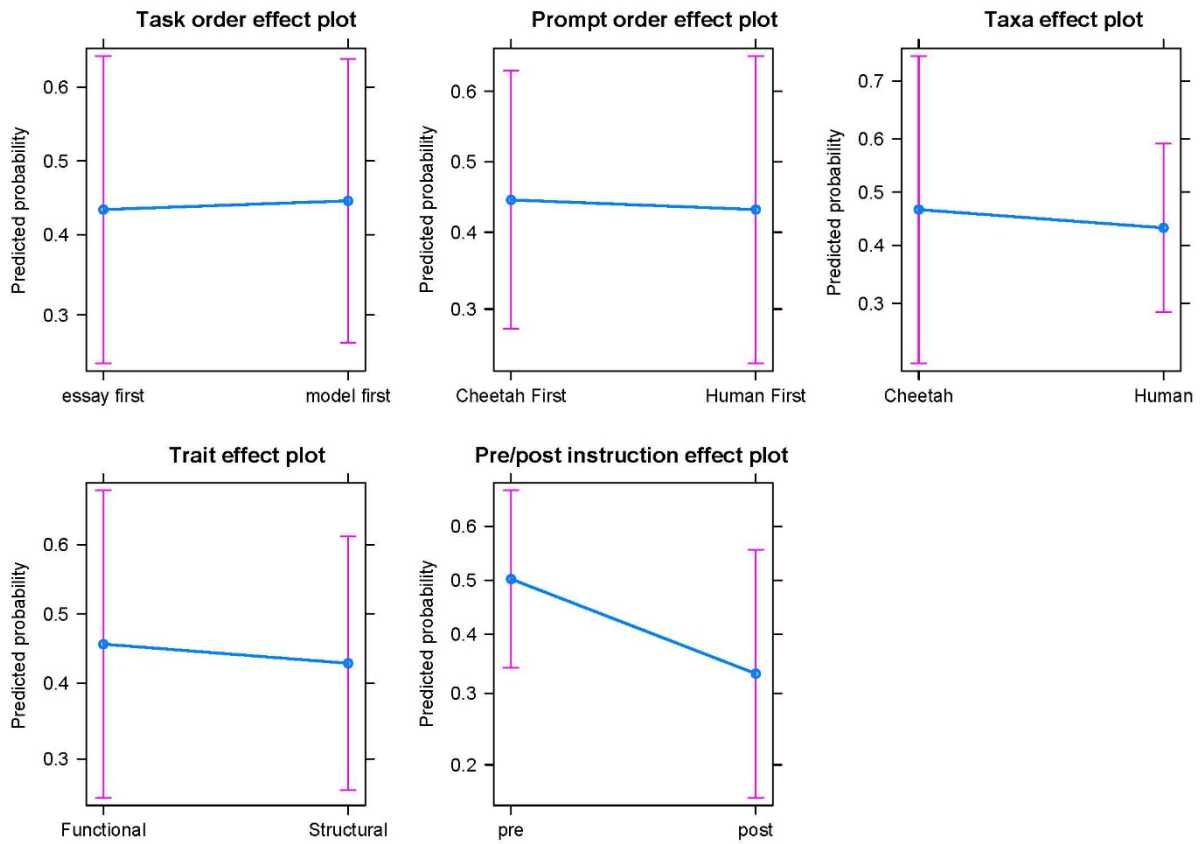 Task order effect plot
Predicted probability
0.6
0.5
0.4
0.3
essay first
model first
Prompt order effect plot
Predicted probability
0.6
0.5
0.4
0.3
Cheetah First
Human First
Taxa effect plot
Predicted probability
0.7
0.6
0.5
0.4
0.3
Cheetah
Human
Trait effect plot
Predicted probability
0.6
0.5
0.4
0.3
Functional
Structural
Pre/post instruction effect plot
Predicted probability
0.6
0.5
0.4
0.3
0.2
pre
post